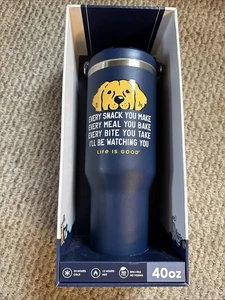 EVERY SNACK YOU MAKE
EVERY MEAL YOU BAKE
EVERY BITE YOU TAKE
I'LL BE WATCHING YOU
LIFE IS GOOD®
40oz